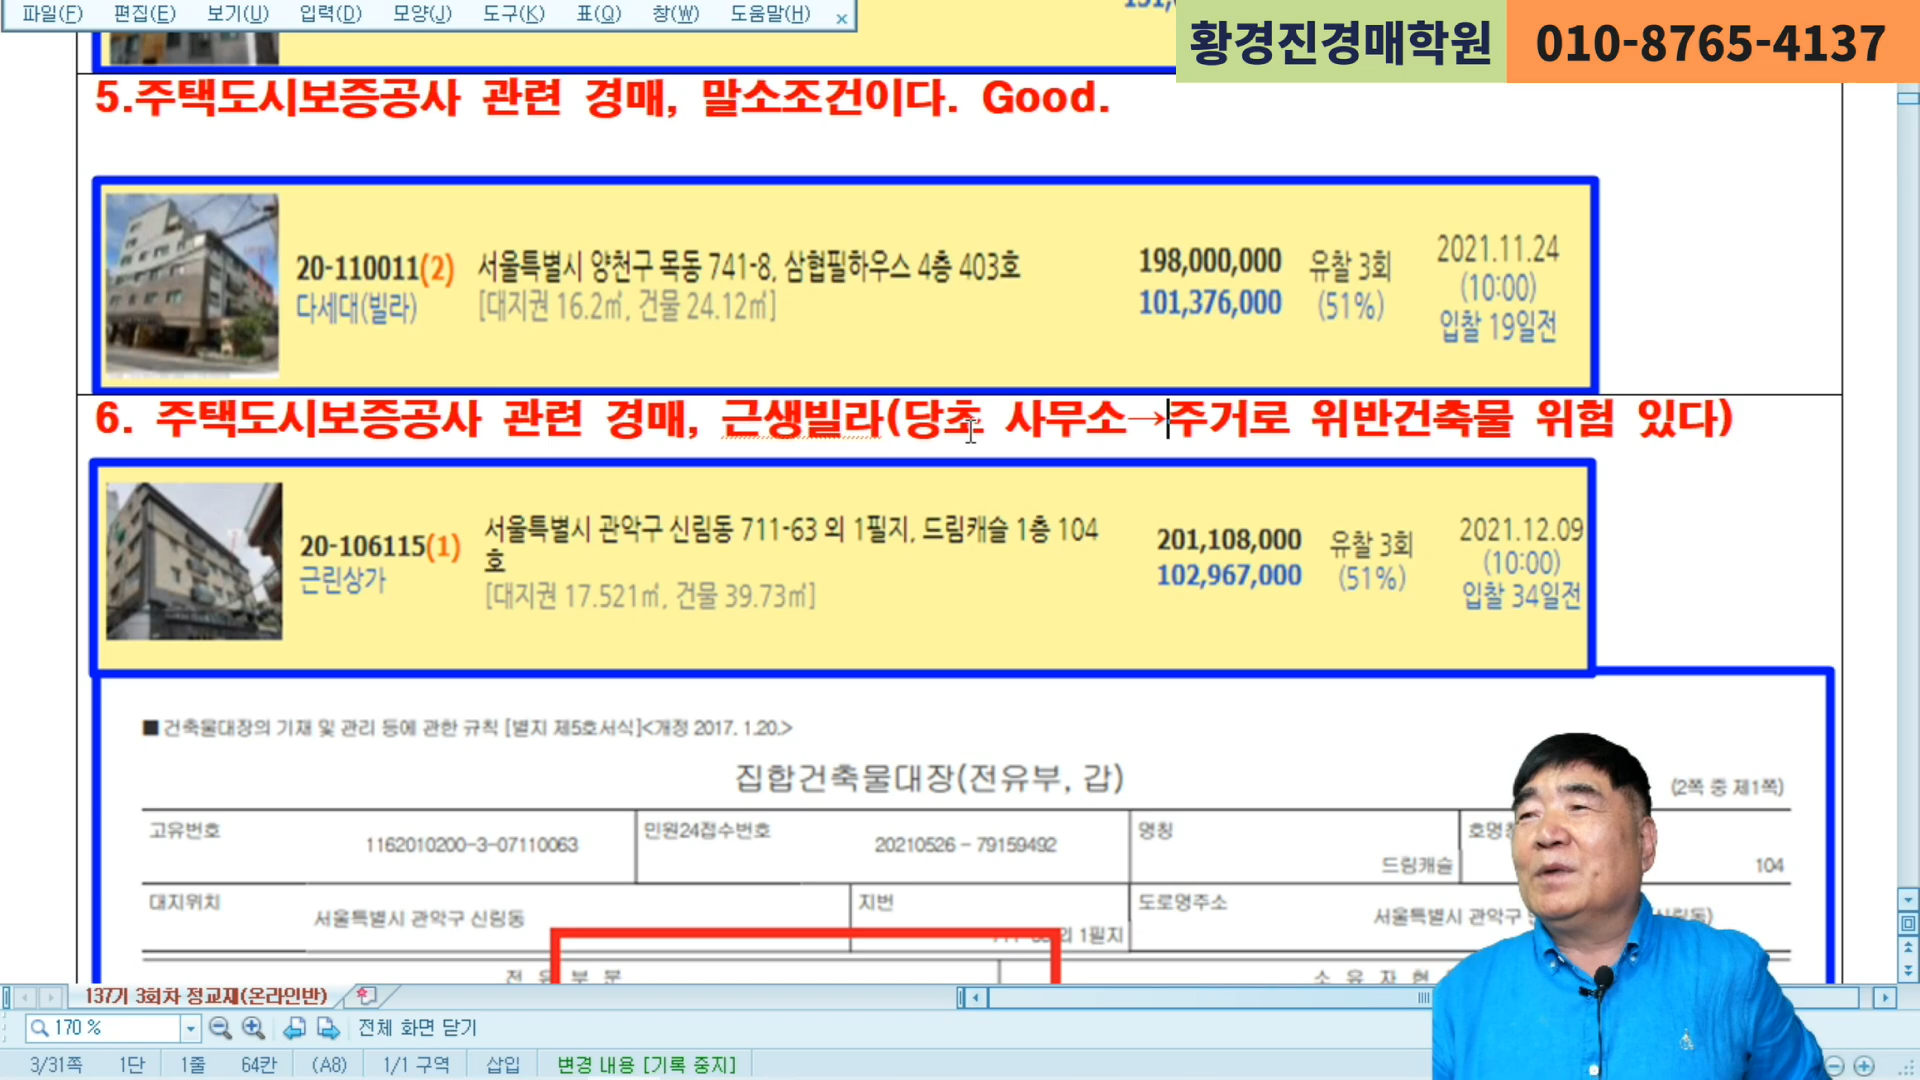 파일(F) 편집(E) 보기(U) 입력(D) 모양(J) 도구(K) 표(Q) 창(W) 도움말(H) x
황경진경매학원 010-8765-4137
5.주택도시보증공사 관련 경매, 말소조건이다. Good.
20-110011(2) 서울특별시 양천구 목동 741-8, 삼협필하우스 4층 403호 198,000,000 유찰 3회 2021.11.24
다세대(빌라) [대지권 16.2㎡, 건물 24.12㎡] 101,376,000 (51%) (10:00)
입찰 19일전
6. 주택도시보증공사 관련 경매, 근생빌라(당초 사무소→주거로 위반건축물 위험 있다)
20-106115(1) 서울특별시 관악구 신림동 711-63 외 1필지, 드림캐슬 1층 104호 201,108,000 유찰 3회 2021.12.09
근린상가 [대지권 17.521㎡, 건물 39.73㎡] 102,967,000 (51%) (10:00)
입찰 34일전
■ 건축물대장의 기재 및 관리 등에 관한 규칙 [별지 제5호서식]<개정 2017. 1.20.>
집합건축물대장(전유부, 갑) (2쪽 중 제1쪽)
고유번호 1162010200-3-07110063 민원24접수번호 20210526 - 79159492 명칭 드림캐슬 104
대지위치 서울특별시 관악구 신림동 지번 외 1필지 도로명주소 서울특별시 관악구
전 유 부 분 소 유 자 현
137기 3회차 정교재(온라인반)
170 % 전체 화면 닫기
3/31쪽 1단 1줄 64칸 (A8) 1/1 구역 삽입 변경 내용 [기록 중지]